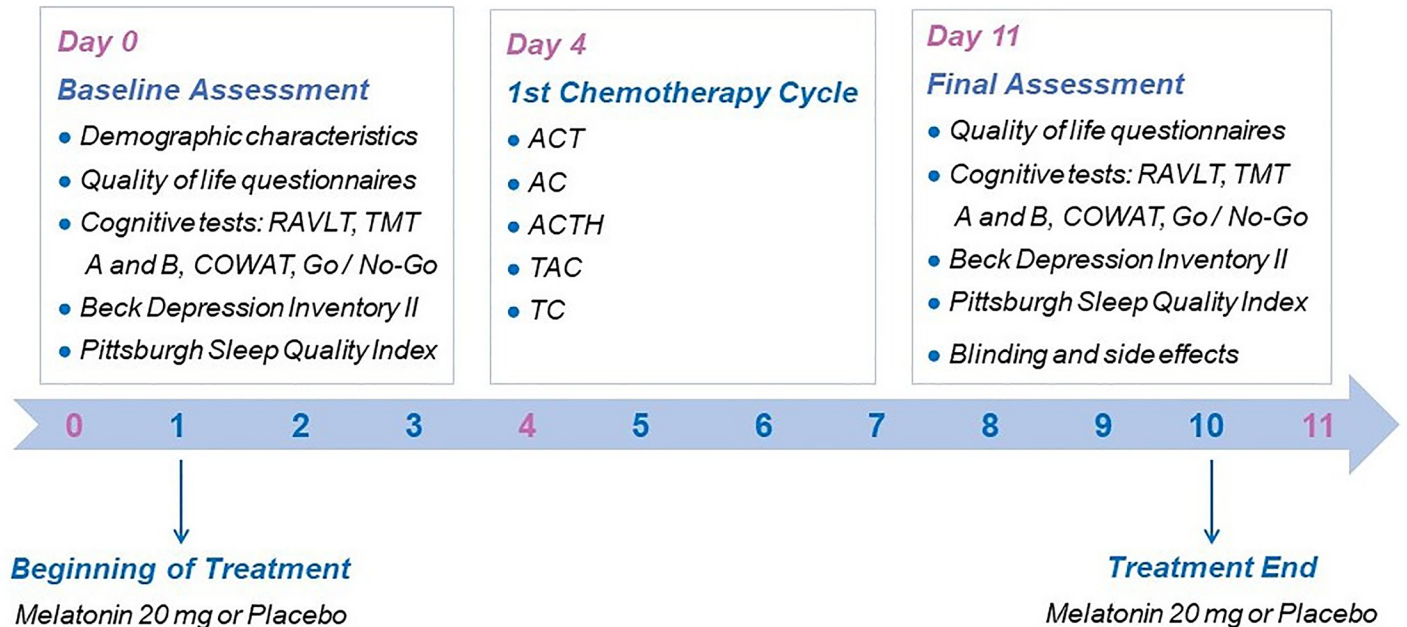 Day 0
Baseline Assessment
• Demographic characteristics
• Quality of life questionnaires
• Cognitive tests: RAVLT, TMT
A and B, COWAT, Go / No-Go
• Beck Depression Inventory II
• Pittsburgh Sleep Quality Index
Day 4
1st Chemotherapy Cycle
• ACT
• AC
• ACTH
• TAC
• TC
Day 11
Final Assessment
• Quality of life questionnaires
• Cognitive tests: RAVLT, TMT
A and B, COWAT, Go / No-Go
• Beck Depression Inventory II
• Pittsburgh Sleep Quality Index
• Blinding and side effects
0 1 2 3 4 5 6 7 8 9 10 11
Beginning of Treatment
Melatonin 20 mg or Placebo
Treatment End
Melatonin 20 mg or Placebo